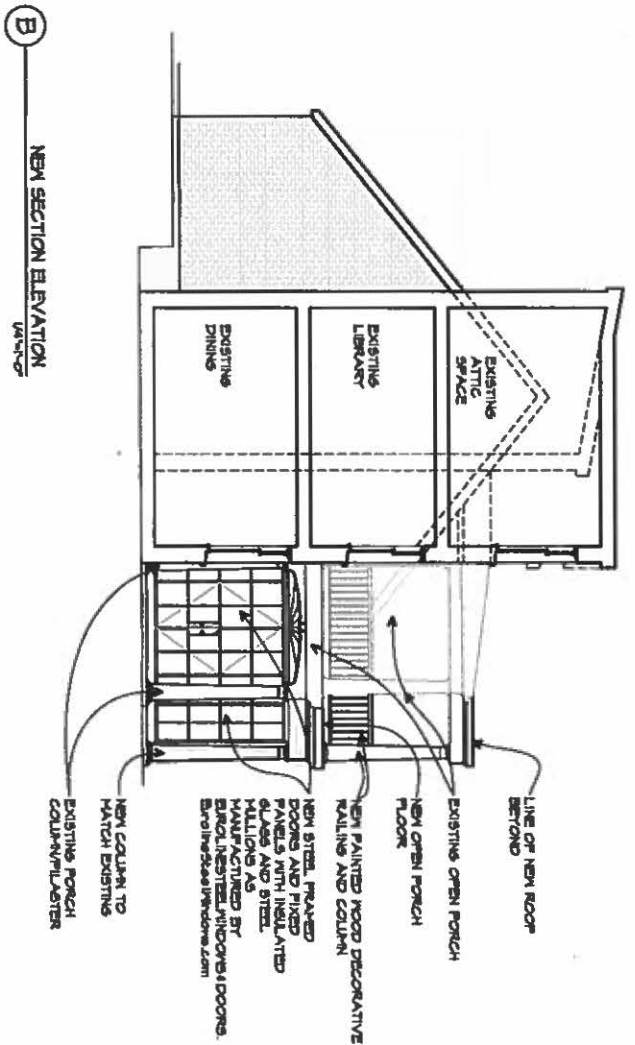 LINE OF NEW ROOF
BEYOND
EXISTING OPEN PORCH
NEW OPEN PORCH
FLOOR
NEW PAINTED WOOD DECORATIVE
RAILING AND COLUMN
NEW STEEL FRAMED
DOORS AND FIXED
PANELS WITH INSULATED
GLASS AND STEEL
MULLIONS AS
MANUFACTURED BY
EUROLINESTEELWINDOWS&DOORS.
EurolineSteelWindows.com
NEW COLUMN TO
MATCH EXISTING
EXISTING PORCH
COLUMN/PILASTER
EXISTING
ATTIC
SPACE
EXISTING
LIBRARY
EXISTING
DINING
B
NEW SECTION ELEVATION
1/4"=1'-0"